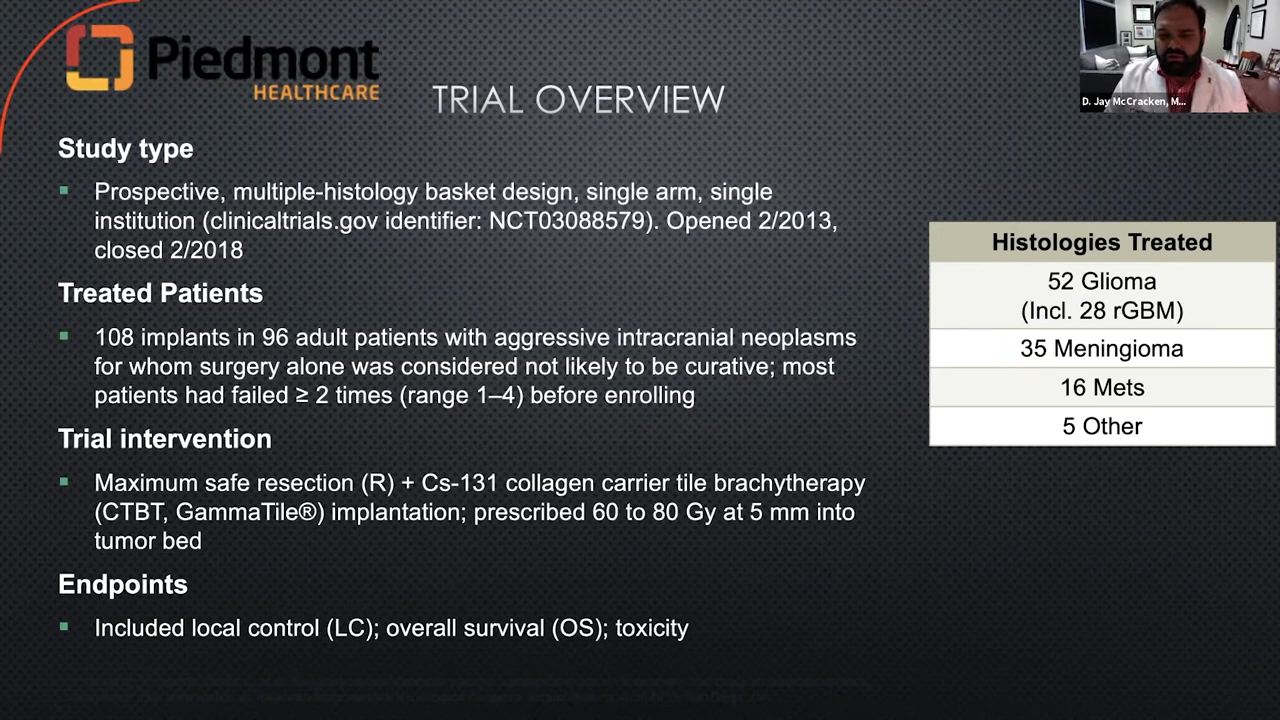 Piedmont
HEALTHCARE
TRIAL OVERVIEW
D. Jay McCracken, M...
Study type
Prospective, multiple-histology basket design, single arm, single
institution (clinicaltrials.gov identifier: NCT03088579). Opened 2/2013,
closed 2/2018
Treated Patients
108 implants in 96 adult patients with aggressive intracranial neoplasms
for whom surgery alone was considered not likely to be curative; most
patients had failed ≥ 2 times (range 1–4) before enrolling
Trial intervention
Maximum safe resection (R) + Cs-131 collagen carrier tile brachytherapy
(CTBT, GammaTile®) implantation; prescribed 60 to 80 Gy at 5 mm into
tumor bed
Endpoints
Included local control (LC); overall survival (OS); toxicity
Histologies Treated
52 Glioma
(Incl. 28 rGBM)
35 Meningioma
16 Mets
5 Other